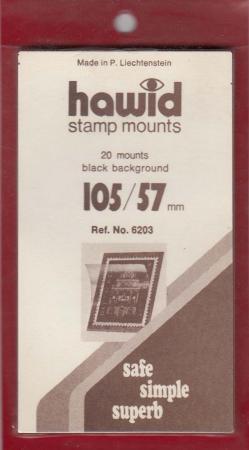 Made in P. Liechtenstein
hawid
stamp mounts
20 mounts
black background
105/57 mm
Ref. No. 6203
safe
simple
superb